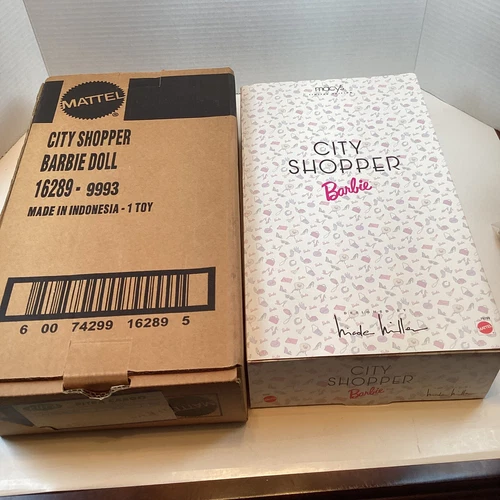 MATTEL
CITY SHOPPER
BARBIE DOLL
16289 - 9993
MADE IN INDONESIA - 1 TOY
6 00 74299 16289 5
macy's
CITY
SHOPPER
Barbie
MATTEL
CITY
SHOPPER
Barbie